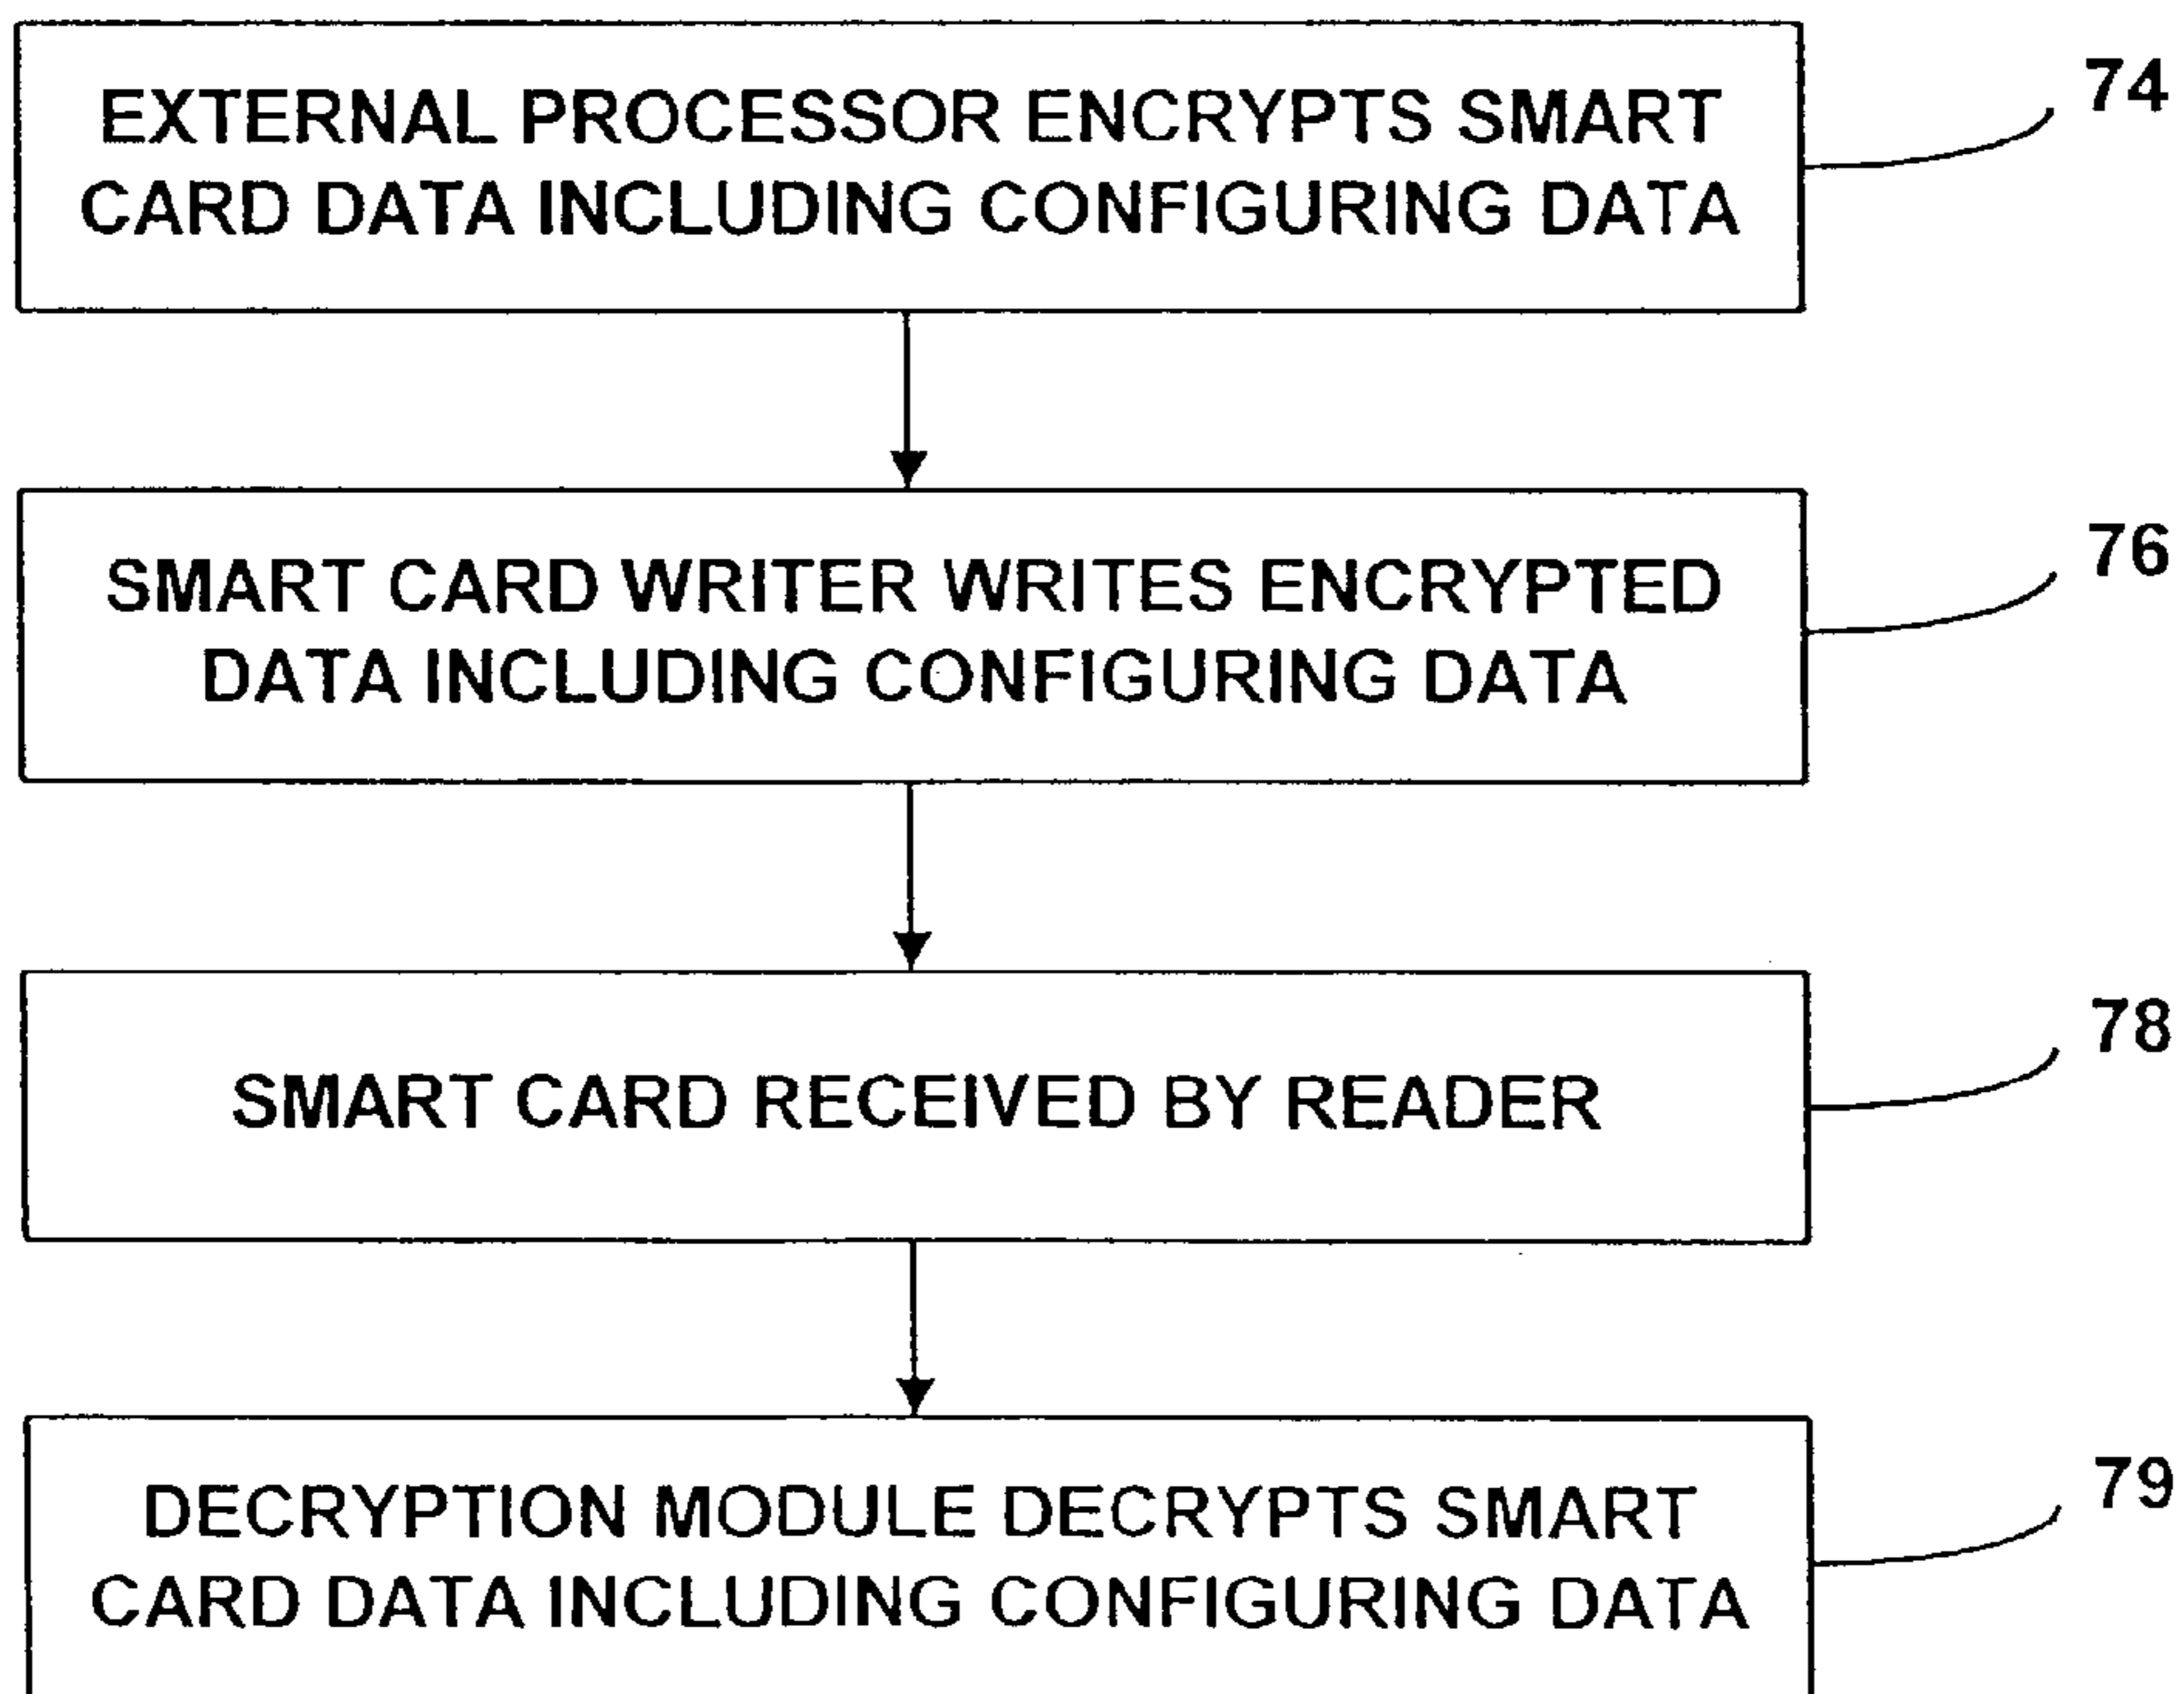 EXTERNAL PROCESSOR ENCRYPTS SMART
CARD DATA INCLUDING CONFIGURING DATA
74
SMART CARD WRITER WRITES ENCRYPTED
DATA INCLUDING CONFIGURING DATA
76
SMART CARD RECEIVED BY READER
78
DECRYPTION MODULE DECRYPTS SMART
CARD DATA INCLUDING CONFIGURING DATA
79